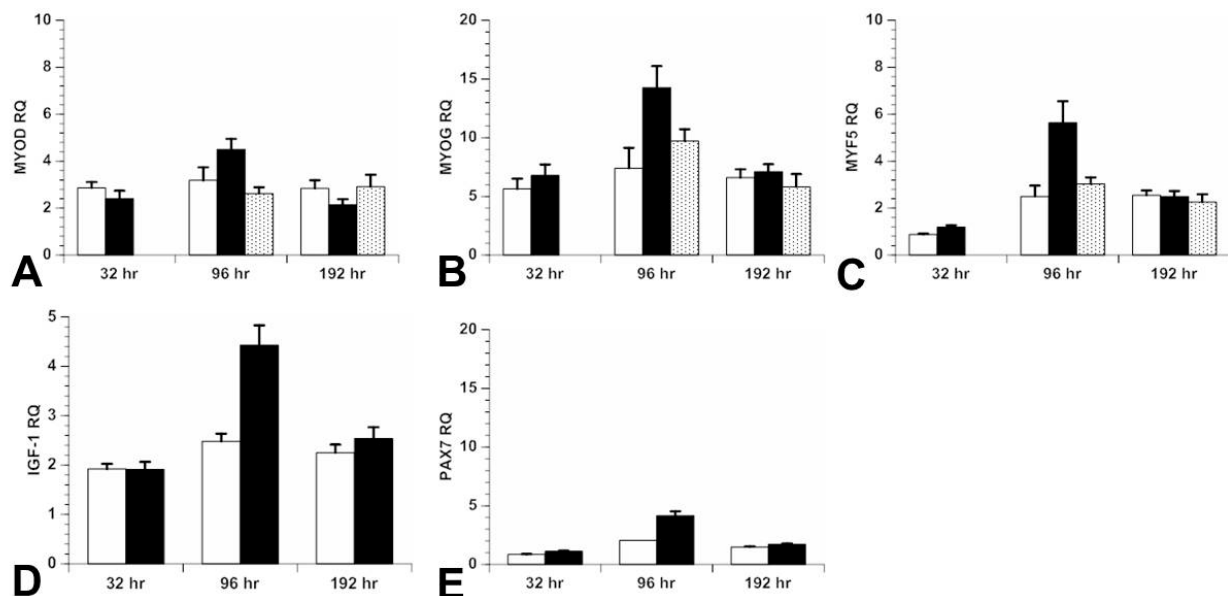 10
8
6
4
2
0
MYOD RQ
32 hr
96 hr
192 hr
A
20
15
10
5
0
MYOG RQ
32 hr
96 hr
192 hr
B
10
8
6
4
2
0
MYF5 RQ
32 hr
96 hr
192 hr
C
5
4
3
2
1
0
IGF-1 RQ
32 hr
96 hr
192 hr
D
20
15
10
5
0
PAX7 RQ
32 hr
96 hr
192 hr
E